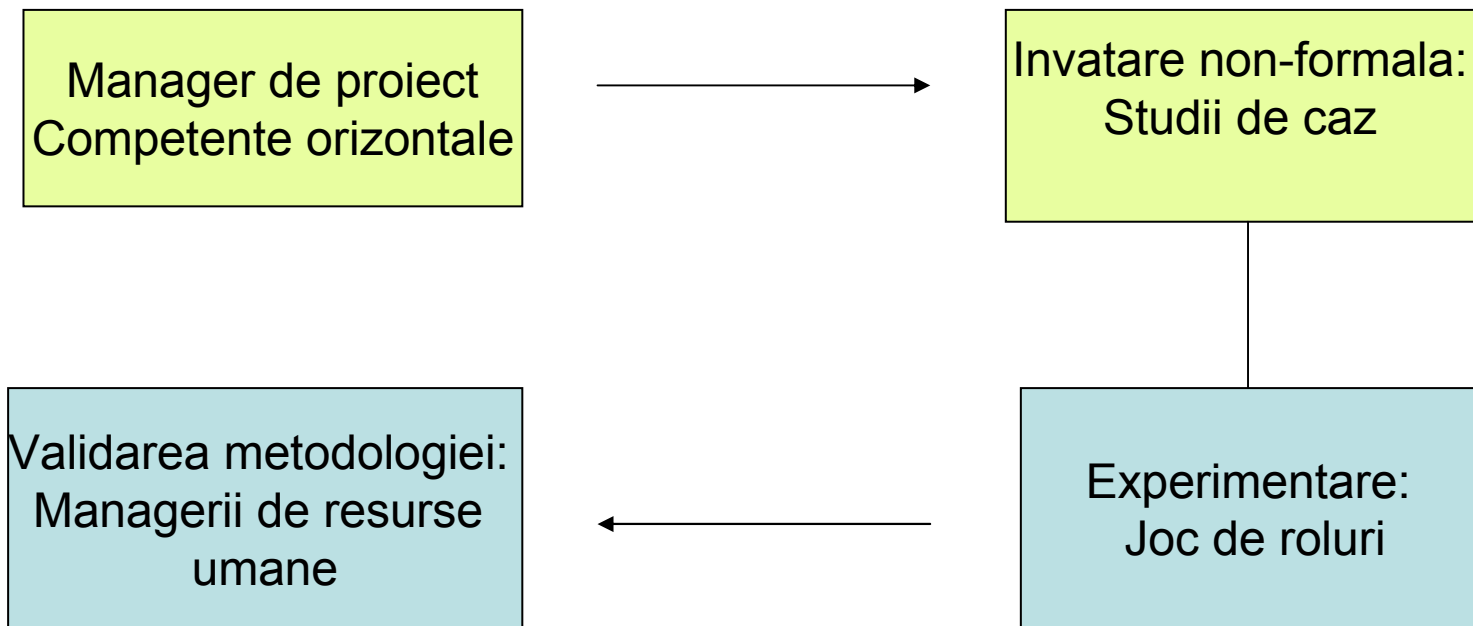 Manager de proiect
Competente orizontale
Invatare non-formala:
Studii de caz
Validarea metodologiei:
Managerii de resurse
umane
Experimentare:
Joc de roluri